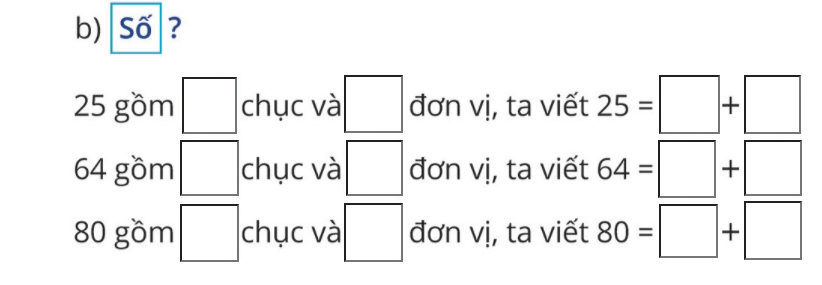 b) Số ?
25 gồm chục và đơn vị, ta viết 25 = +
64 gồm chục và đơn vị, ta viết 64 = +
80 gồm chục và đơn vị, ta viết 80 = +